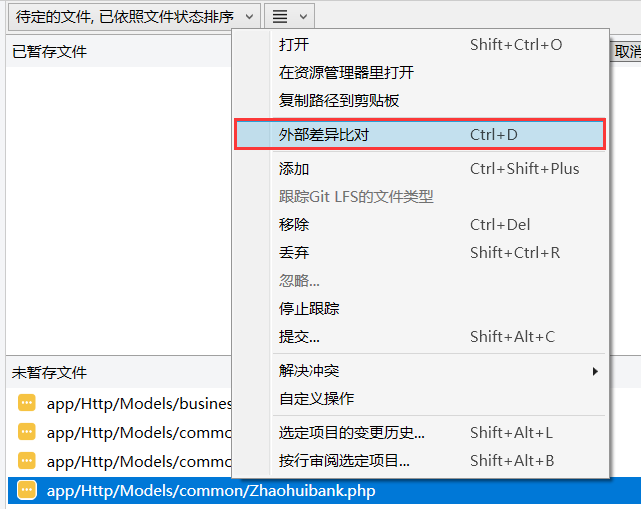 待定的文件, 已依照文件状态排序
已暂存文件
取消
打开 Shift+Ctrl+O
在资源管理器里打开
复制路径到剪贴板
外部差异比对 Ctrl+D
添加 Ctrl+Shift+Plus
跟踪Git LFS的文件类型
移除 Ctrl+Del
丢弃 Shift+Ctrl+R
忽略...
停止跟踪
提交... Shift+Alt+C
解决冲突
自定义操作
选定项目的变更历史... Shift+Alt+L
按行审阅选定项目... Shift+Alt+B
未暂存文件
app/Http/Models/busines
app/Http/Models/commo
app/Http/Models/commo
app/Http/Models/common/Zhaohuibank.php